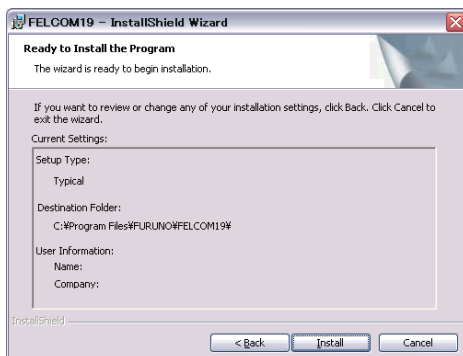 FELCOM19 - InstallShield Wizard
Ready to Install the Program
The wizard is ready to begin installation.
If you want to review or change any of your installation settings, click Back. Click Cancel to
exit the wizard.
Current Settings:
Setup Type:
Typical
Destination Folder:
C:¥Program Files¥FURUNO¥FELCOM19¥
User Information:
Name:
Company:
InstallShield
< Back
Install
Cancel